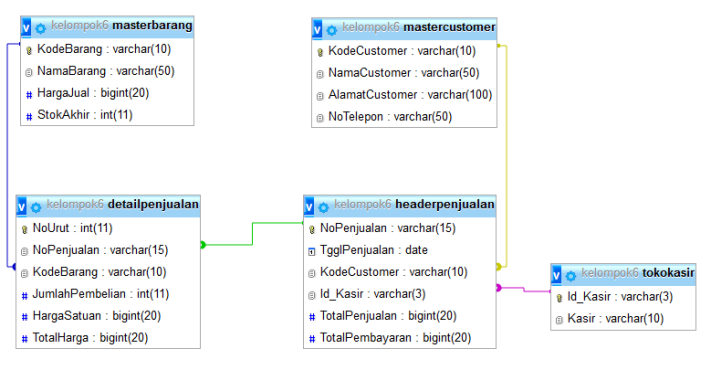 kelompok6 masterbarang
KodeBarang : varchar(10)
NamaBarang : varchar(50)
# HargaJual : bigint(20)
# StokAkhir : int(11)
kelompok6 mastercustomer
KodeCustomer : varchar(10)
NamaCustomer : varchar(50)
AlamatCustomer : varchar(100)
NoTelepon : varchar(50)
kelompok6 detailpenjualan
NoUrut : int(11)
NoPenjualan : varchar(15)
KodeBarang : varchar(10)
# JumlahPembelian : int(11)
# HargaSatuan : bigint(20)
# TotalHarga : bigint(20)
kelompok6 headerpenjualan
NoPenjualan : varchar(15)
TgglPenjualan : date
KodeCustomer : varchar(10)
Id_Kasir : varchar(3)
# TotalPenjualan : bigint(20)
# TotalPembayaran : bigint(20)
kelompok6 tokokasir
Id_Kasir : varchar(3)
Kasir : varchar(10)